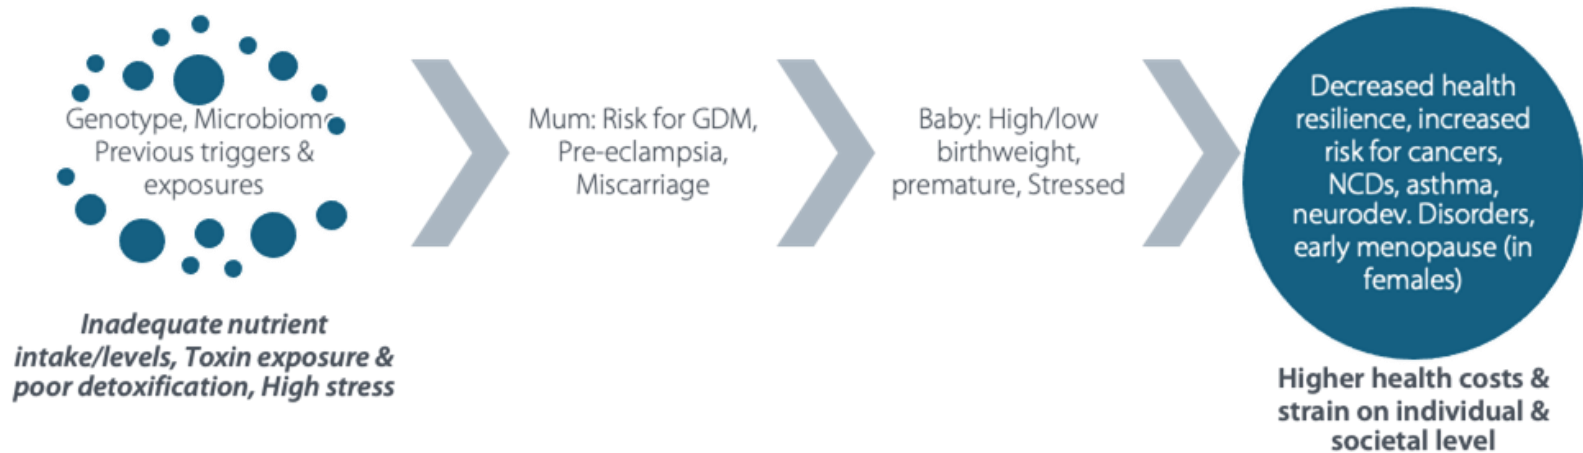 Genotype, Microbiome,
Previous triggers &
exposures
Inadequate nutrient
intake/levels, Toxin exposure &
poor detoxification, High stress
Mum: Risk for GDM,
Pre-eclampsia,
Miscarriage
Baby: High/low
birthweight,
premature, Stressed
Decreased health
resilience, increased
risk for cancers,
NCDs, asthma,
neurodev. Disorders,
early menopause (in
females)
Higher health costs &
strain on individual &
societal level